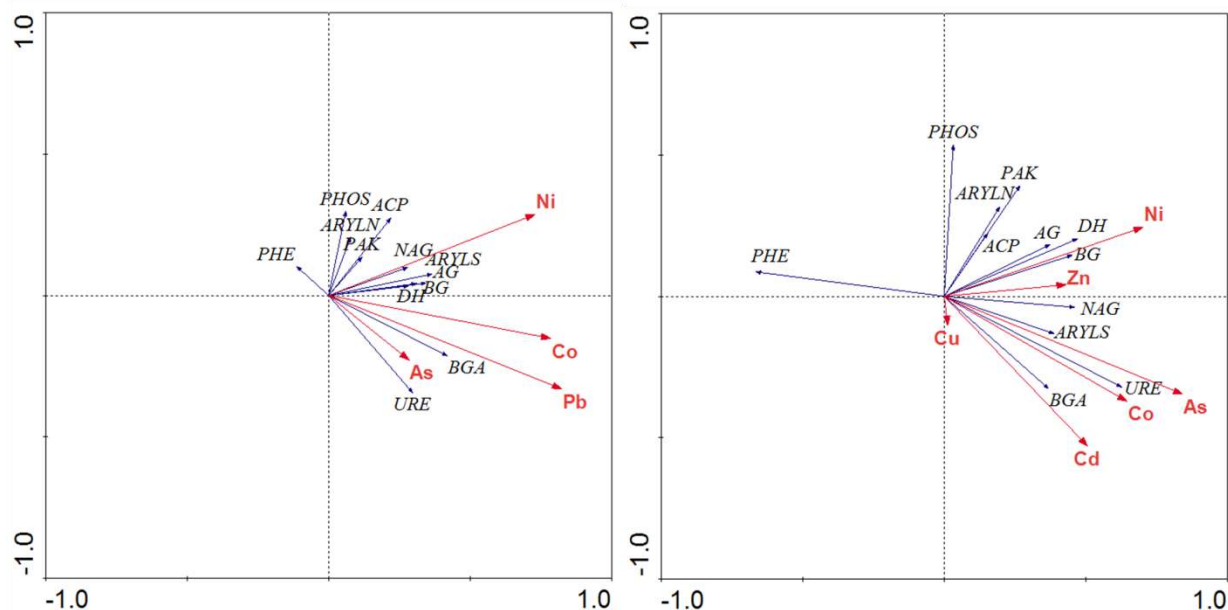 1.0
PHOS
ACP
ARYLN
PAK
PHE
NAG
ARYLS
AG
BG
DH
Ni
Co
As
BGA
Pb
URE
-1.0
-1.0
1.0
1.0
PHOS
PAK
ARYLN
ACP
AG
DH
BG
Ni
PHE
Zn
NAG
Cu
ARYLS
BGA
URE
Co
As
Cd
-1.0
-1.0
1.0